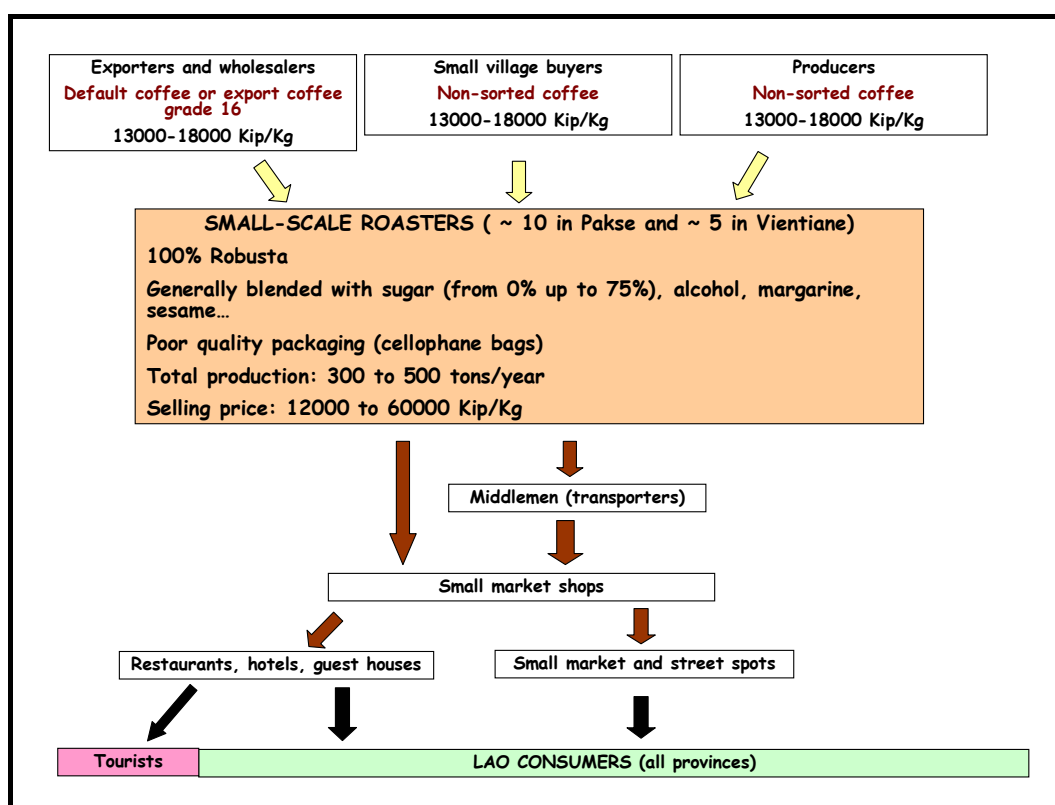 Exporters and wholesalers
Default coffee or export coffee
grade 16
13000-18000 Kip/Kg
Small village buyers
Non-sorted coffee
13000-18000 Kip/Kg
Producers
Non-sorted coffee
13000-18000 Kip/Kg
SMALL-SCALE ROASTERS ( ~ 10 in Pakse and ~ 5 in Vientiane)
100% Robusta
Generally blended with sugar (from 0% up to 75%), alcohol, margarine,
sesame…
Poor quality packaging (cellophane bags)
Total production: 300 to 500 tons/year
Selling price: 12000 to 60000 Kip/Kg
Middlemen (transporters)
Small market shops
Restaurants, hotels, guest houses
Small market and street spots
Tourists
LAO CONSUMERS (all provinces)